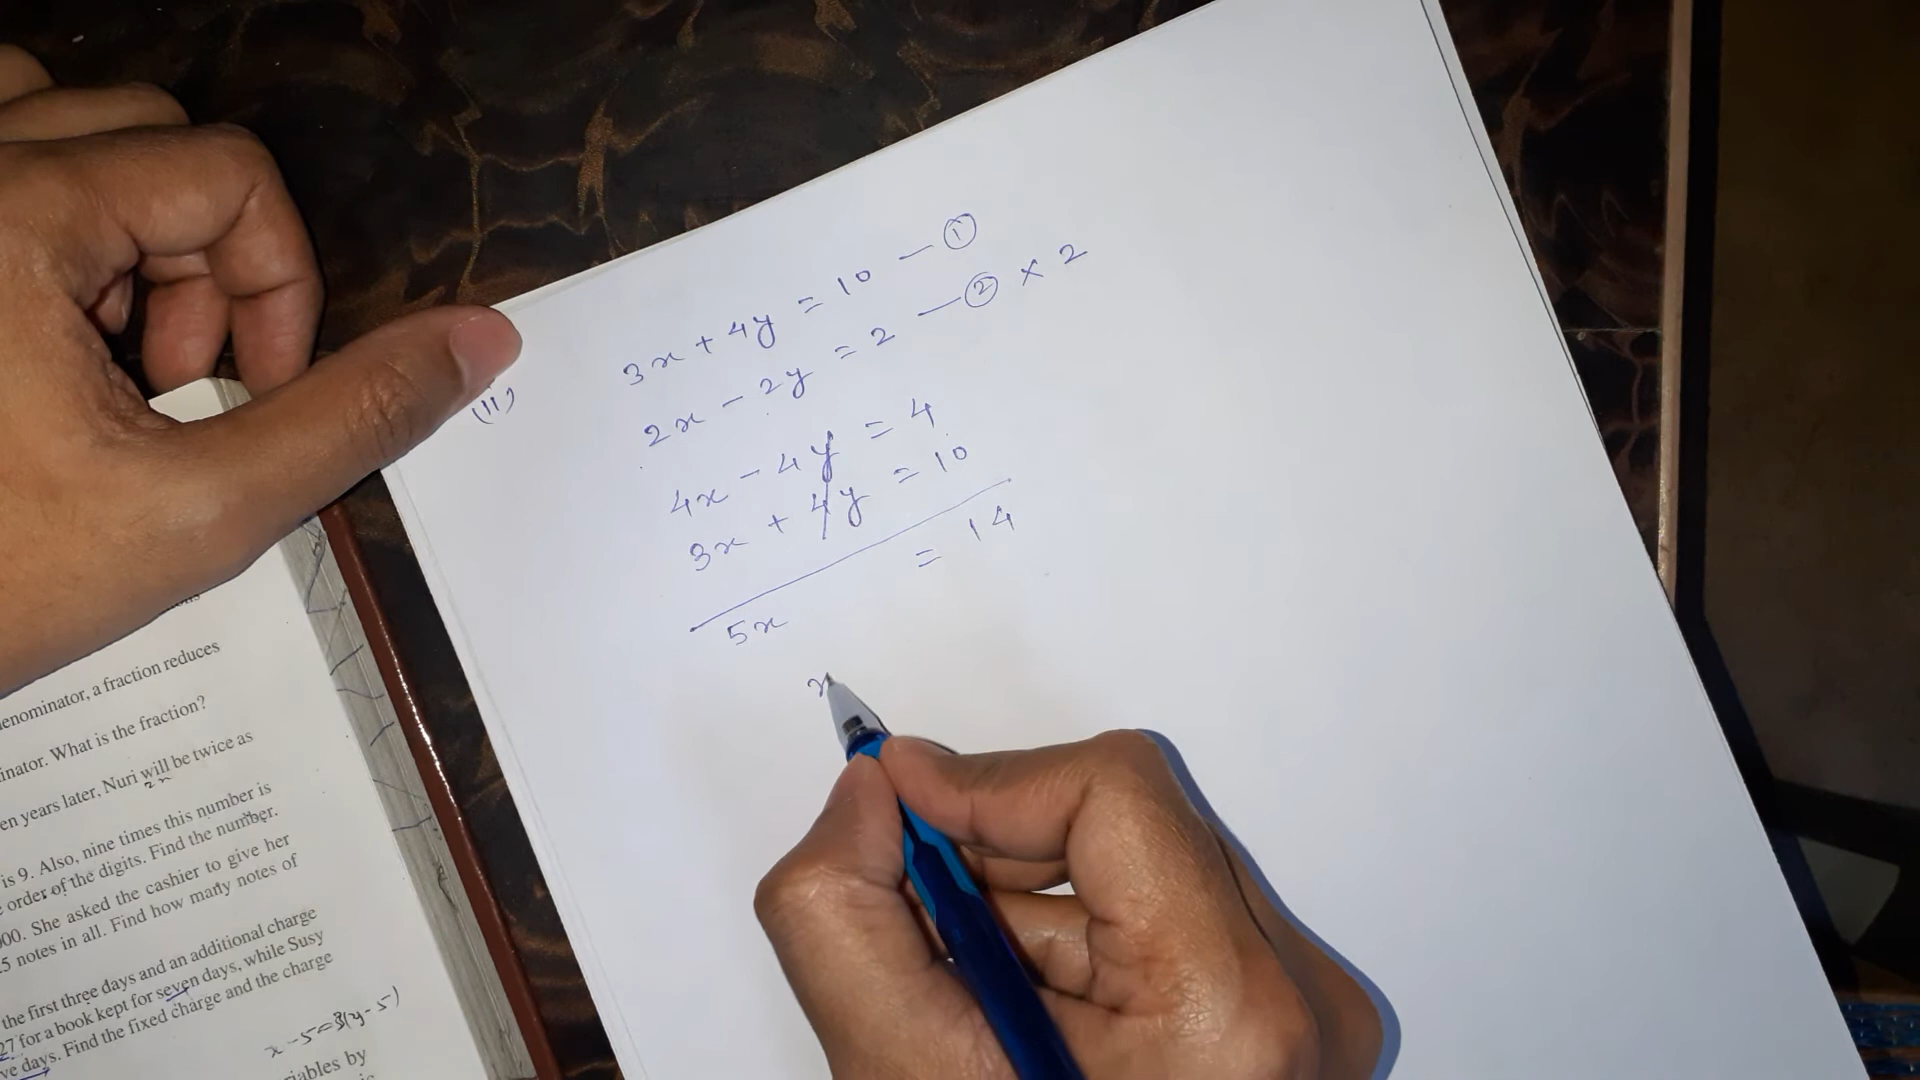 (ii)
3x + 4y = 10 — ①
2x - 2y = 2 — ② × 2
4x - 4y = 4
3x + 4y = 10
5x = 14
x
enominator, a fraction reduces
inator. What is the fraction?
en years later, Nuri will be twice as
2x
is 9. Also, nine times this number is
order of the digits. Find the number.
00. She asked the cashier to give her
5 notes in all. Find how many notes of
the first three days and an additional charge
27 for a book kept for seven days, while Susy
ve days. Find the fixed charge and the charge
x - 5 = 3(y - 5)
riables by